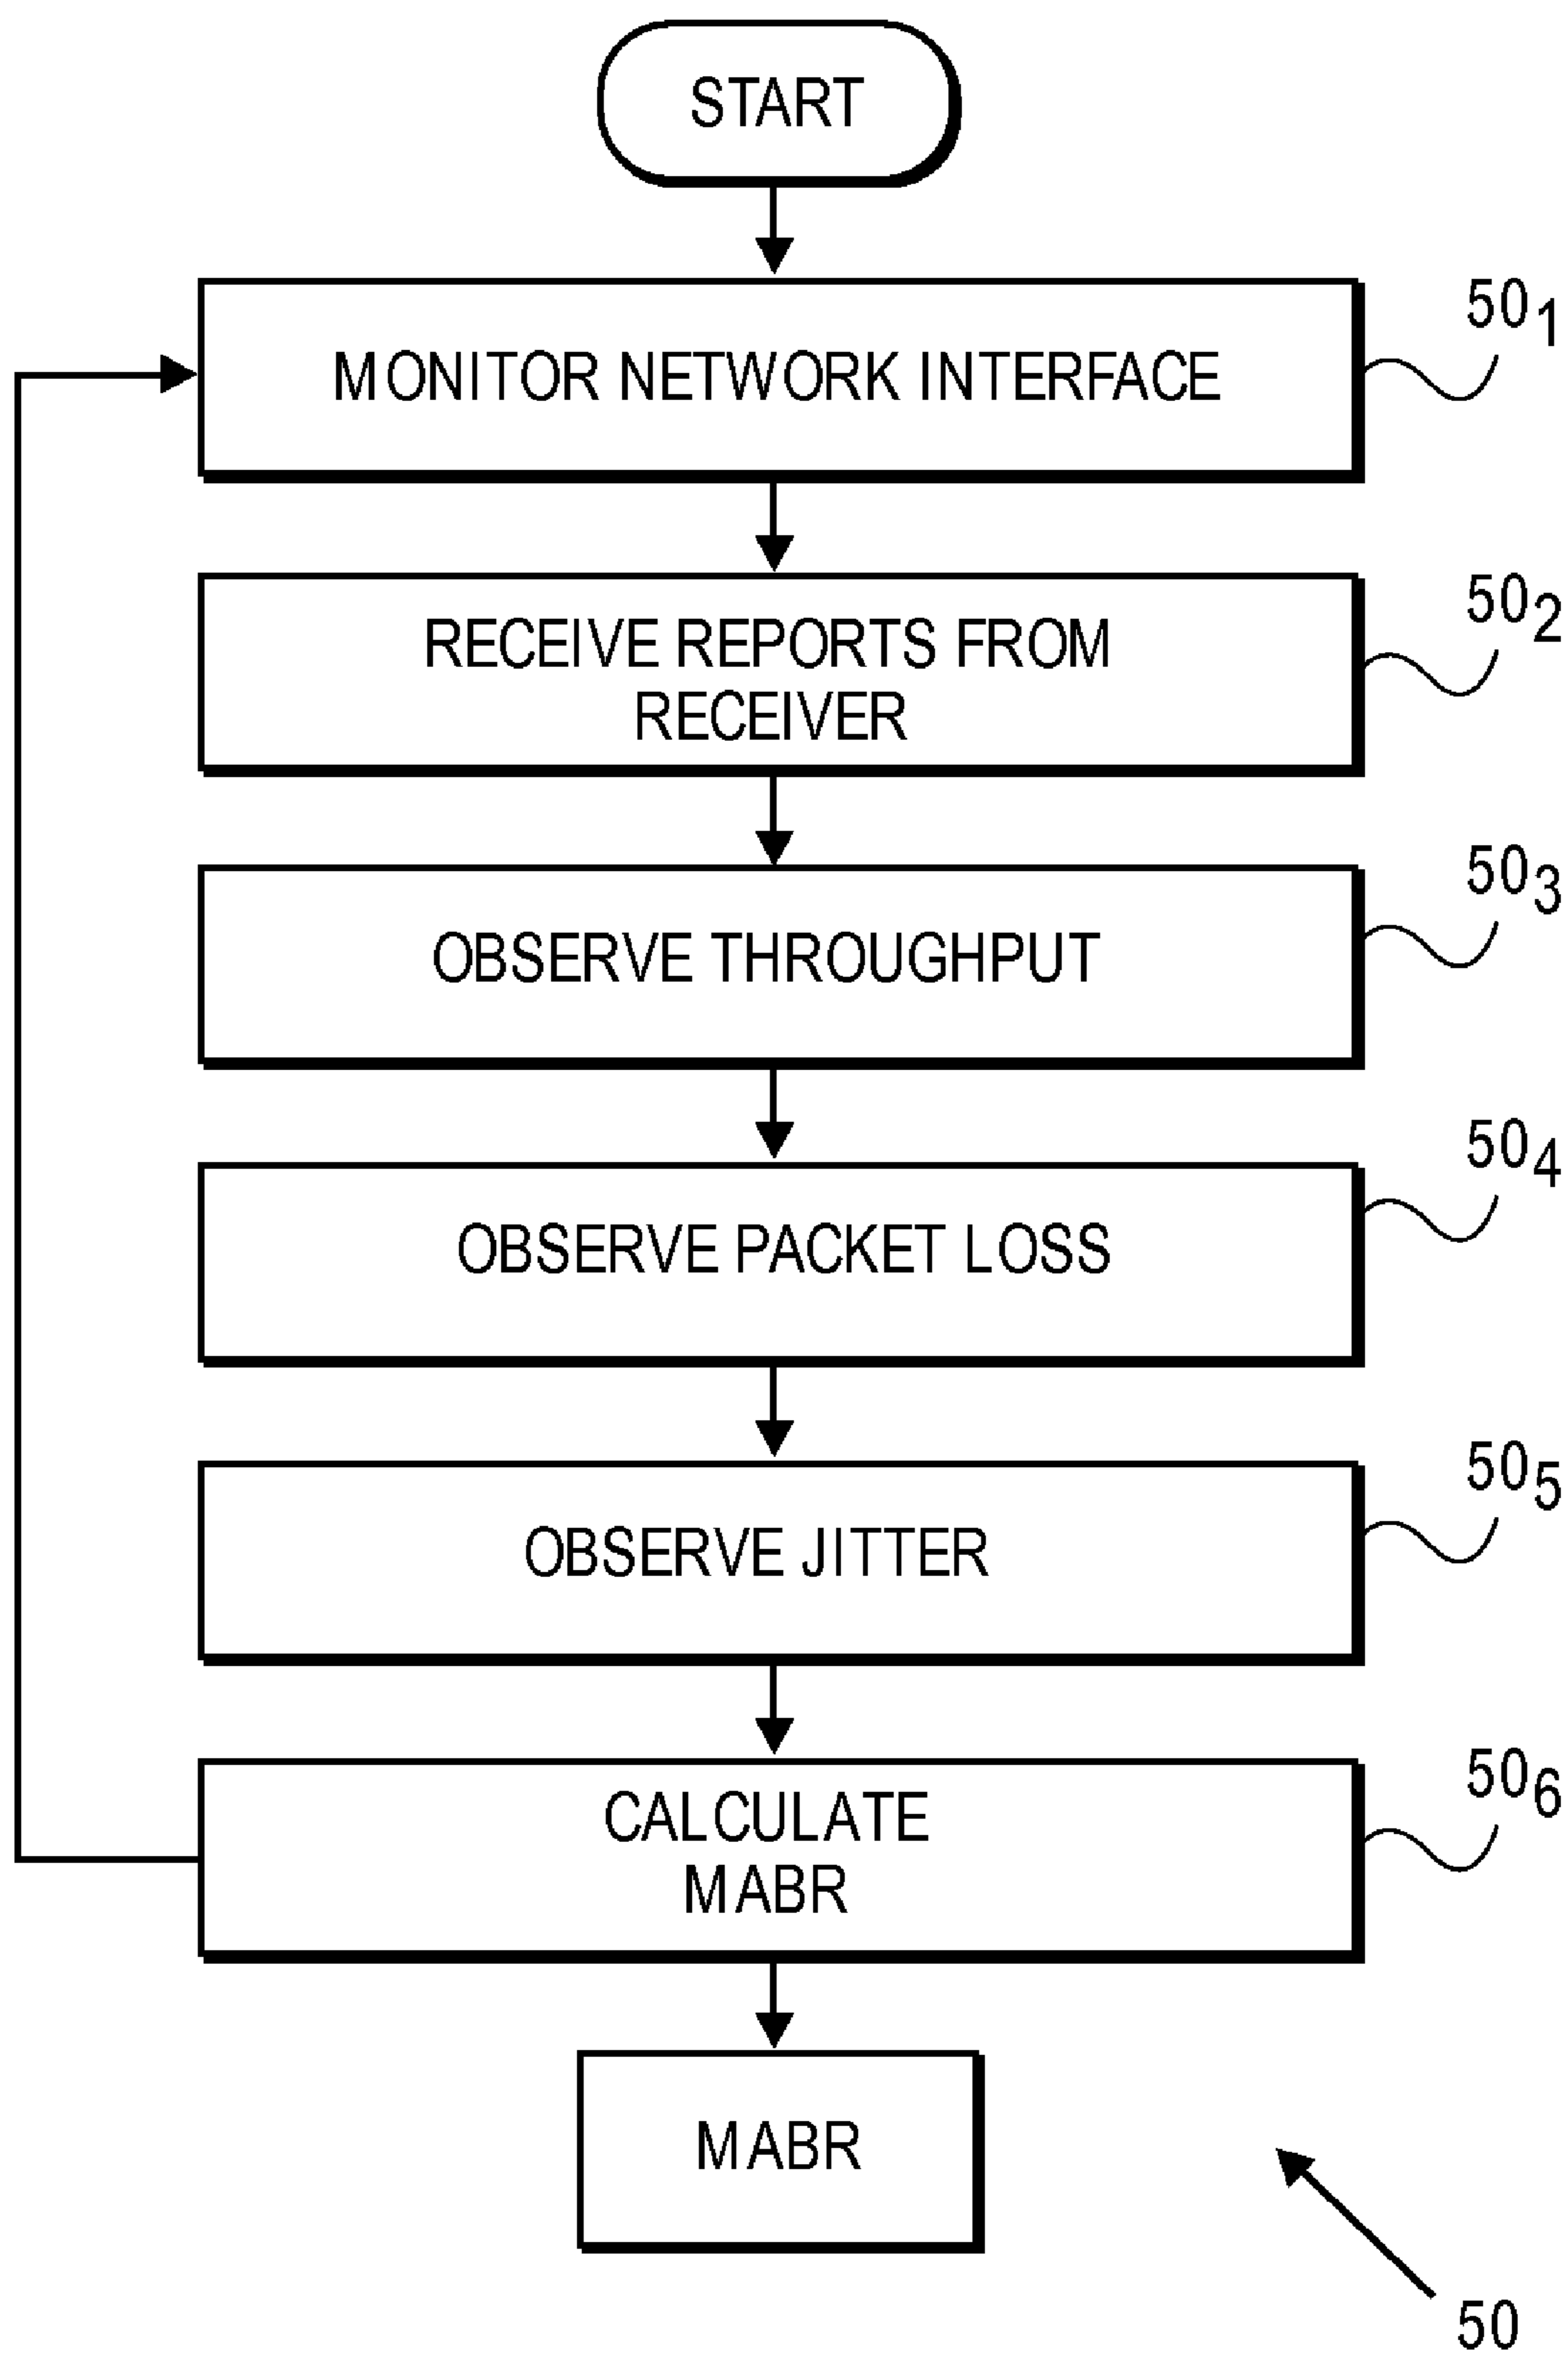 START
MONITOR NETWORK INTERFACE
50₁
RECEIVE REPORTS FROM
RECEIVER
50₂
OBSERVE THROUGHPUT
50₃
OBSERVE PACKET LOSS
50₄
OBSERVE JITTER
50₅
CALCULATE
MABR
50₆
MABR
50